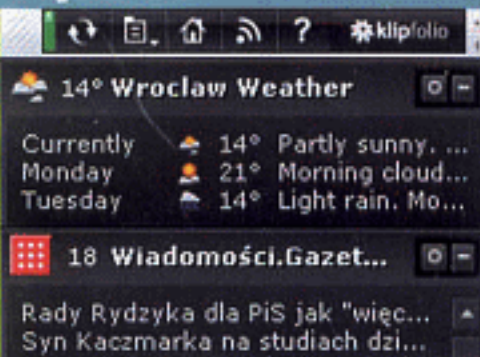 ? klipfolio
14° Wroclaw Weather
Currently 14° Partly sunny. ...
Monday 21° Morning cloud...
Tuesday 14° Light rain. Mo...
18 Wiadomości.Gazet...
Rady Rydzyka dla PiS jak "więc...
Syn Kaczmarka na studiach dzi...